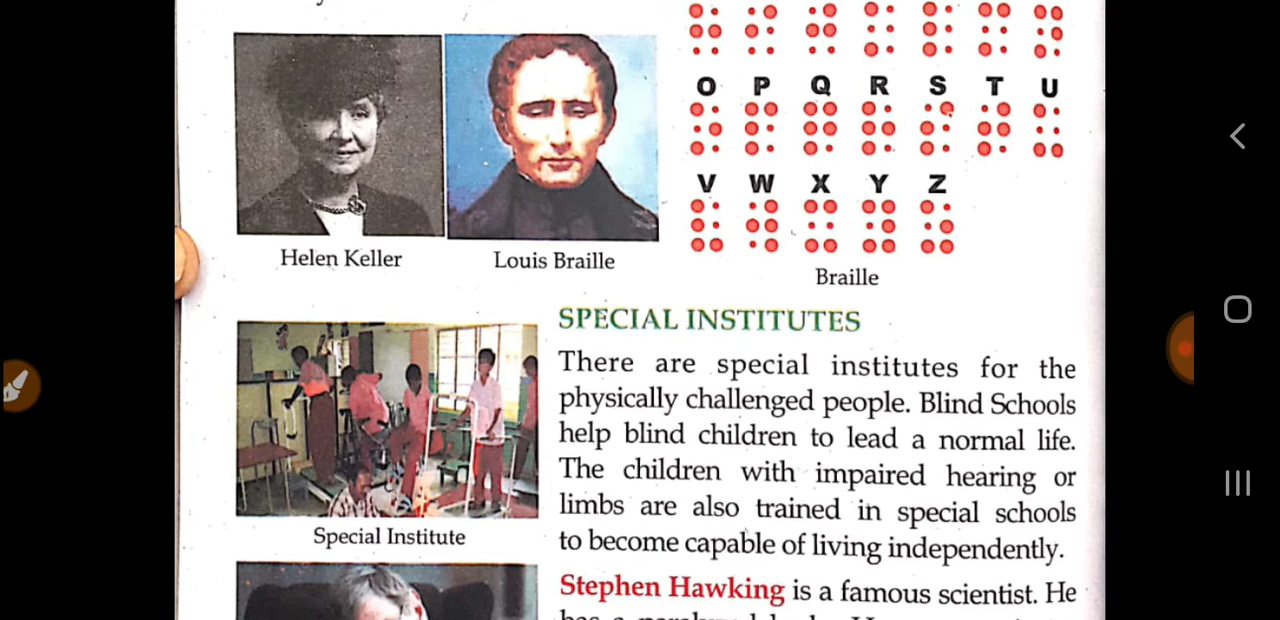 O P Q R S T U
V W X Y Z
Helen Keller
Louis Braille
Braille
SPECIAL INSTITUTES
There are special institutes for the
physically challenged people. Blind Schools
help blind children to lead a normal life.
The children with impaired hearing or
limbs are also trained in special schools
to become capable of living independently.
Special Institute
Stephen Hawking is a famous scientist. He